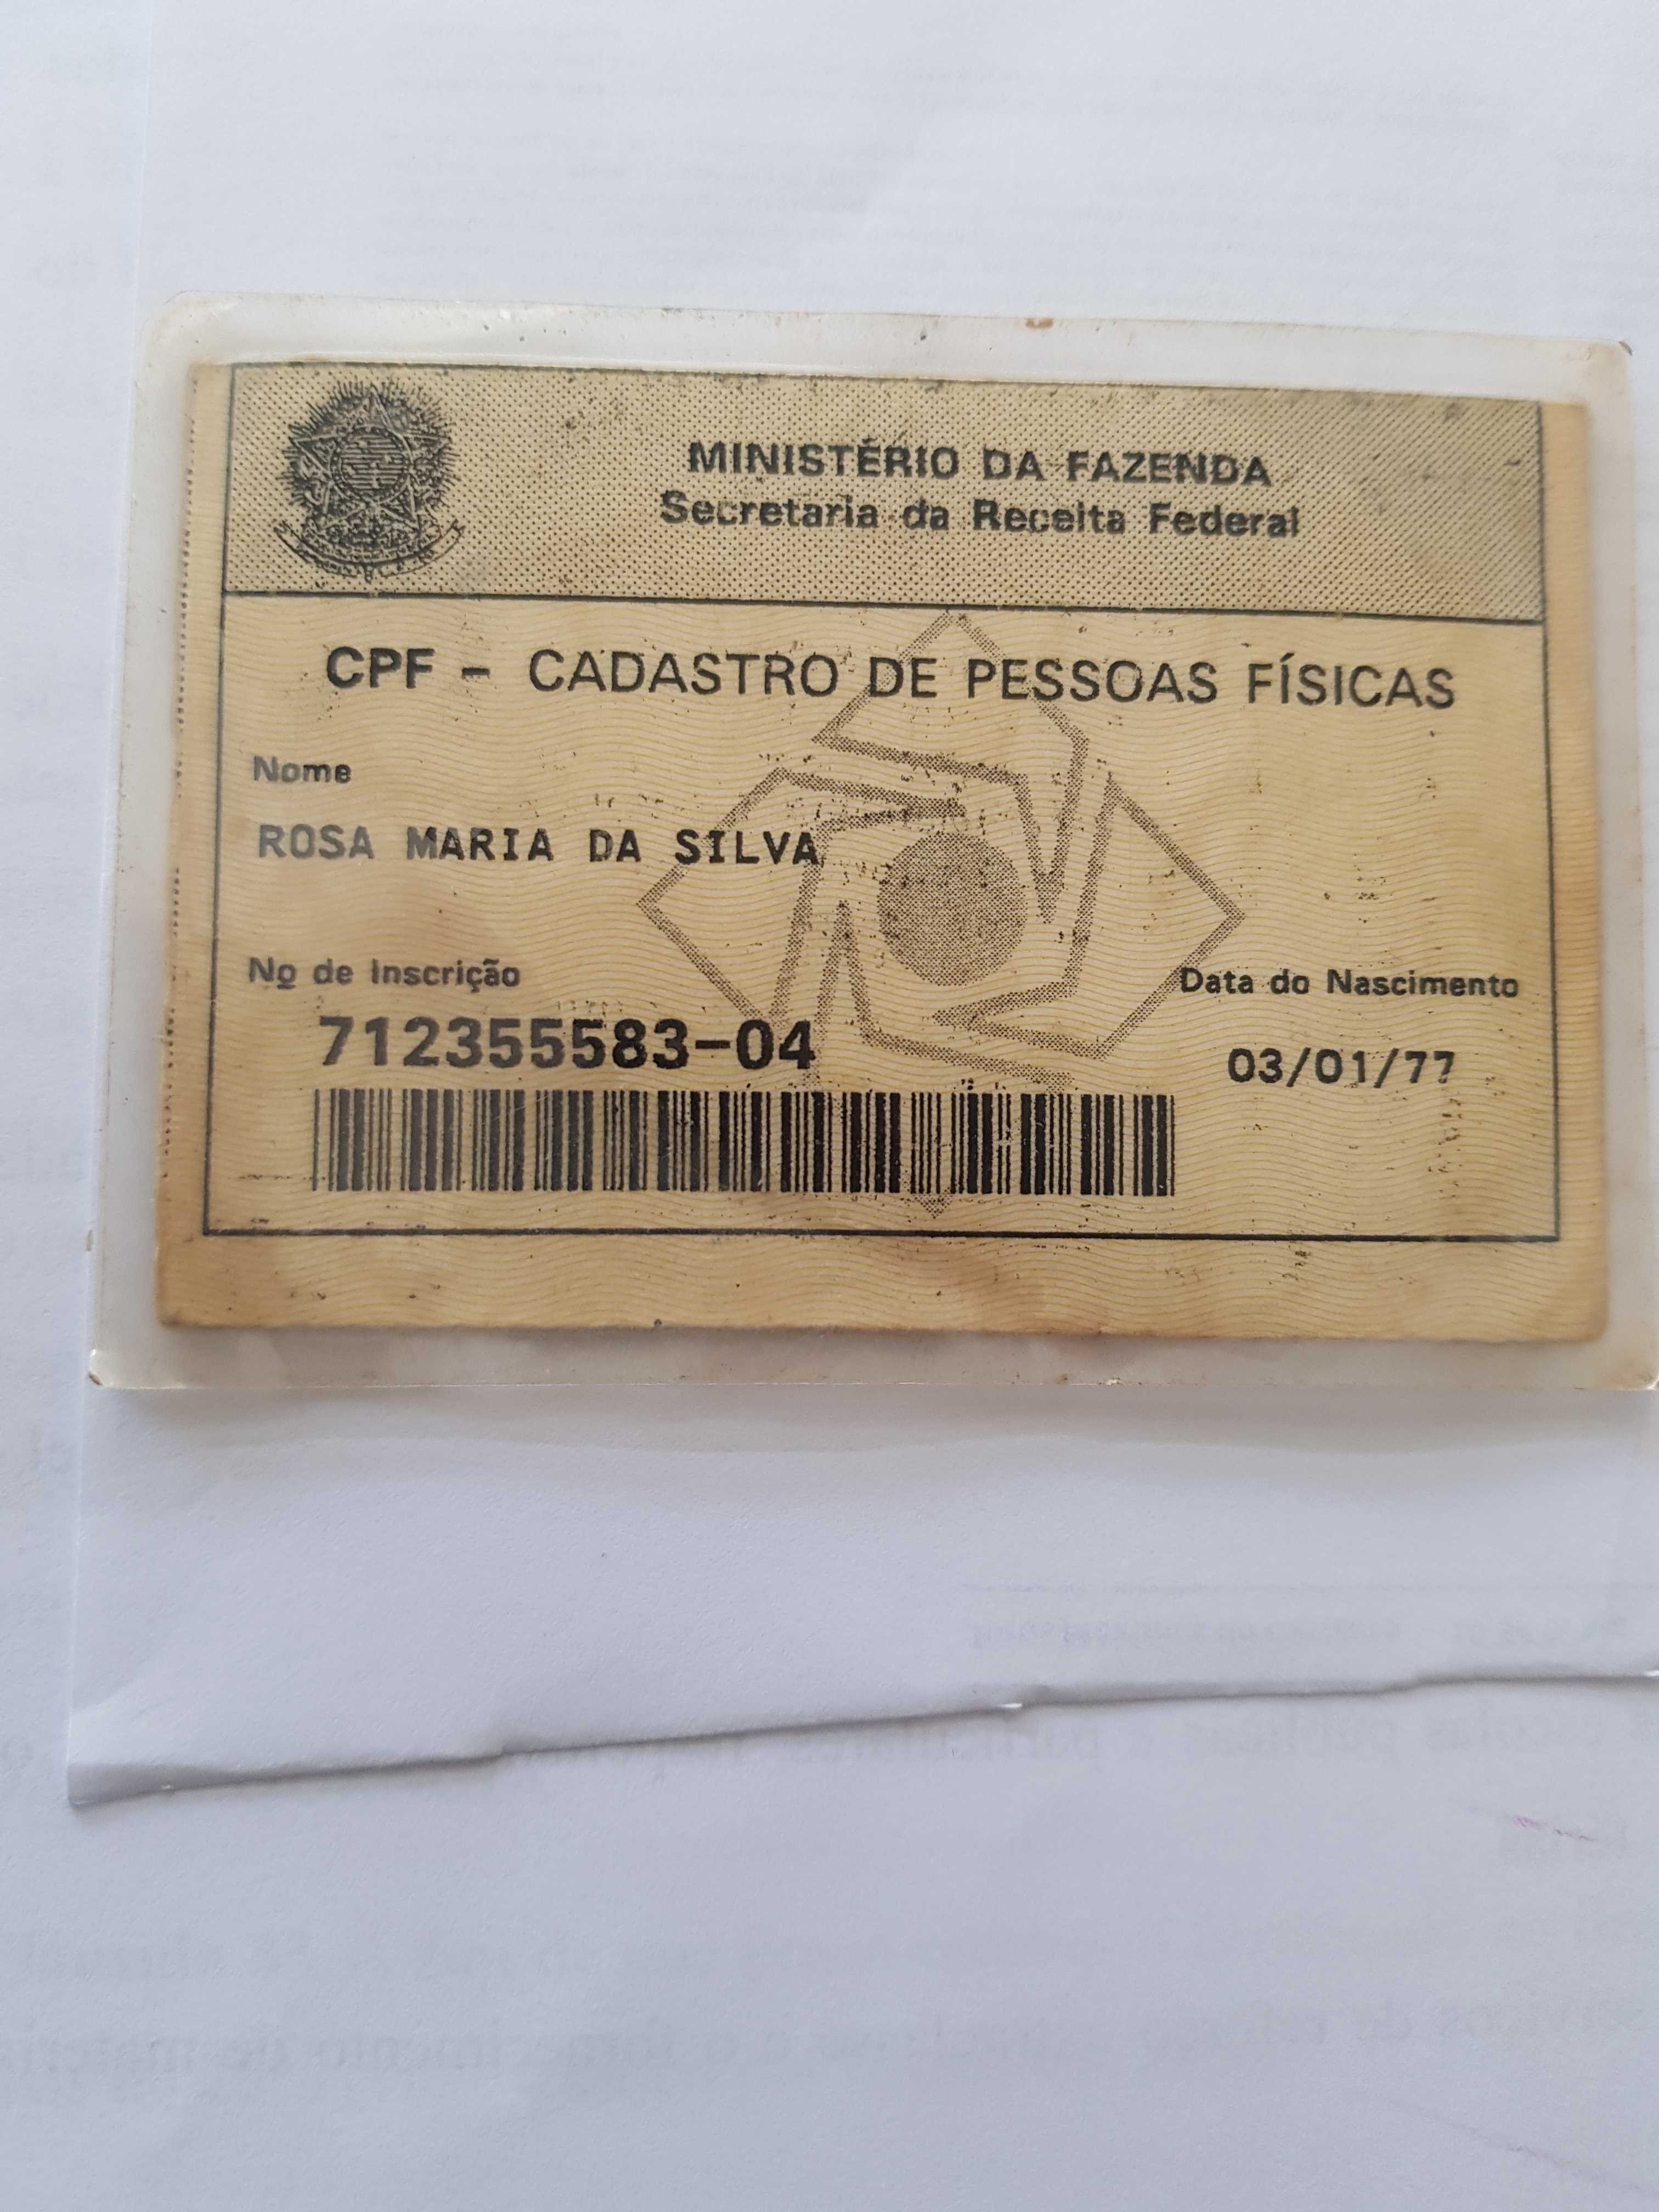 MINISTÉRIO DA FAZENDA
Secretaria da Receita Federal
CPF - CADASTRO DE PESSOAS FÍSICAS
Nome
ROSA MARIA DA SILVA
Nº de Inscrição
Data do Nascimento
712355583-04
03/01/77